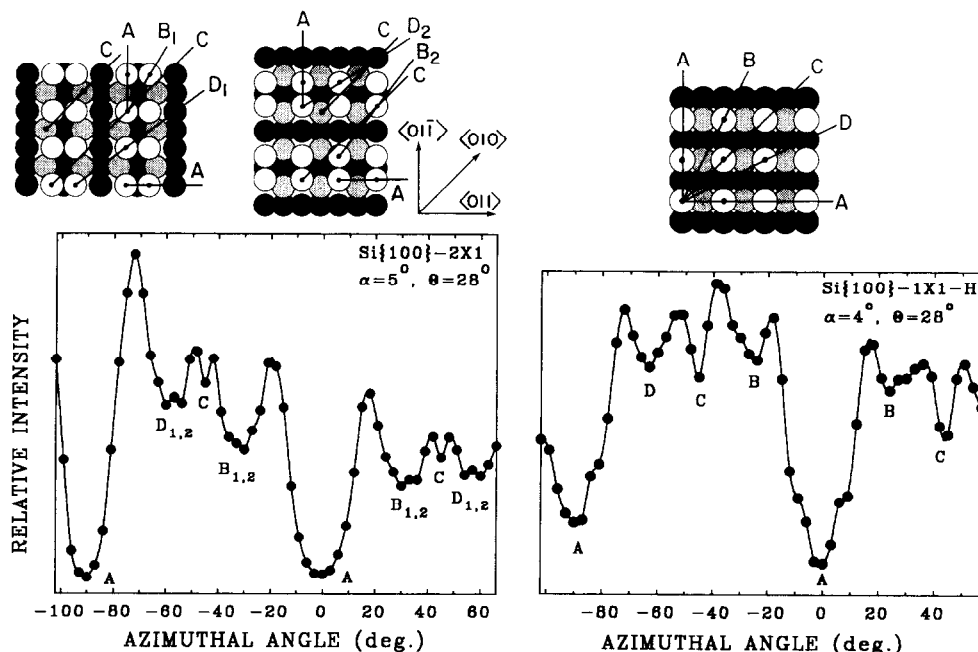 A B₁ C
C
D₁
A
A C D₂
B₂
C
A
⟨011̄⟩
⟨010⟩
⟨011⟩
A B C
D
A
Si{100}-2X1
α=5°, Θ=28°
D₁,₂
C
B₁,₂
A
A
B₁,₂
C
D₁,₂
RELATIVE INTENSITY
-100 -80 -60 -40 -20 0 20 40 60
AZIMUTHAL ANGLE (deg.)
Si{100}-1X1-H
α=4°, Θ=28°
D
C
B
A
A
B
C
-80 -60 -40 -20 0 20 40
AZIMUTHAL ANGLE (deg.)